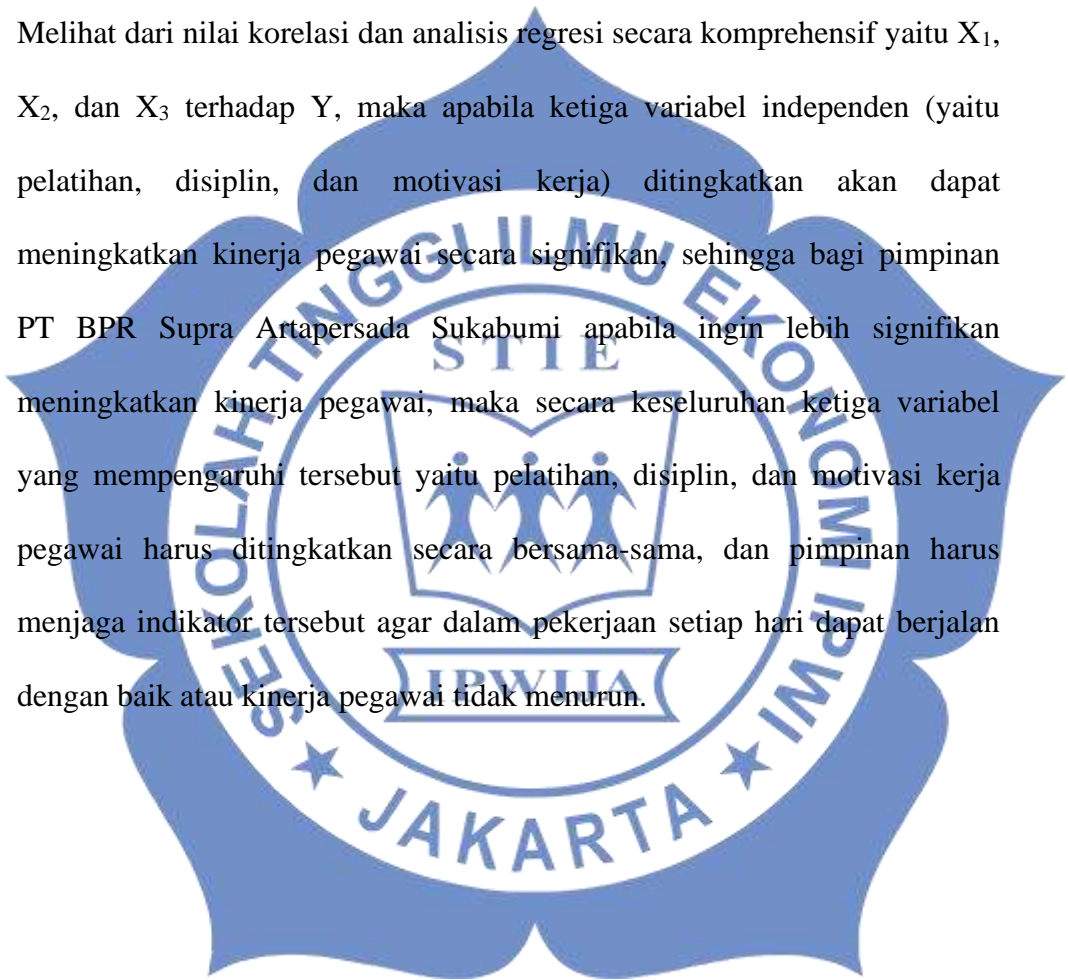 Melihat dari nilai korelasi dan analisis regresi secara komprehensif yaitu X₁,
X₂, dan X₃ terhadap Y, maka apabila ketiga variabel independen (yaitu
pelatihan, disiplin, dan motivasi kerja) ditingkatkan akan dapat
meningkatkan kinerja pegawai secara signifikan, sehingga bagi pimpinan
PT BPR Supra Artapersada Sukabumi apabila ingin lebih signifikan
meningkatkan kinerja pegawai, maka secara keseluruhan ketiga variabel
yang mempengaruhi tersebut yaitu pelatihan, disiplin, dan motivasi kerja
pegawai harus ditingkatkan secara bersama-sama, dan pimpinan harus
menjaga indikator tersebut agar dalam pekerjaan setiap hari dapat berjalan
dengan baik atau kinerja pegawai tidak menurun.
SEKOLAH TINGGI ILMU EKONOMI IPWI
STIE
IPWIJA
JAKARTA